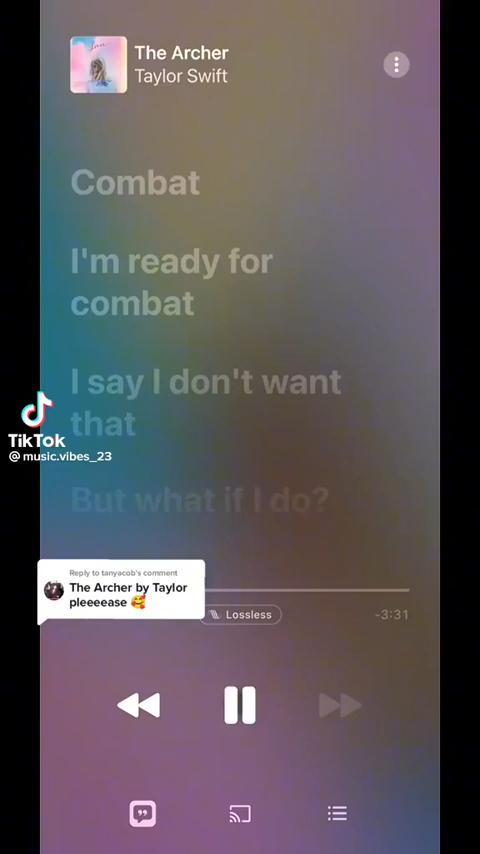 The Archer
Taylor Swift
Combat
I'm ready for
combat
I say I don't want
that
But what if I do?
TikTok
@ music.vibes_23
Reply to tanyacob's comment
The Archer by Taylor
pleeeease 🥰
Lossless
-3:31